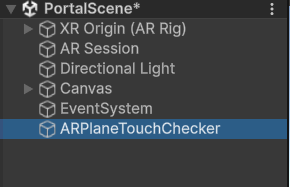 PortalScene*
XR Origin (AR Rig)
AR Session
Directional Light
Canvas
EventSystem
ARPlaneTouchChecker